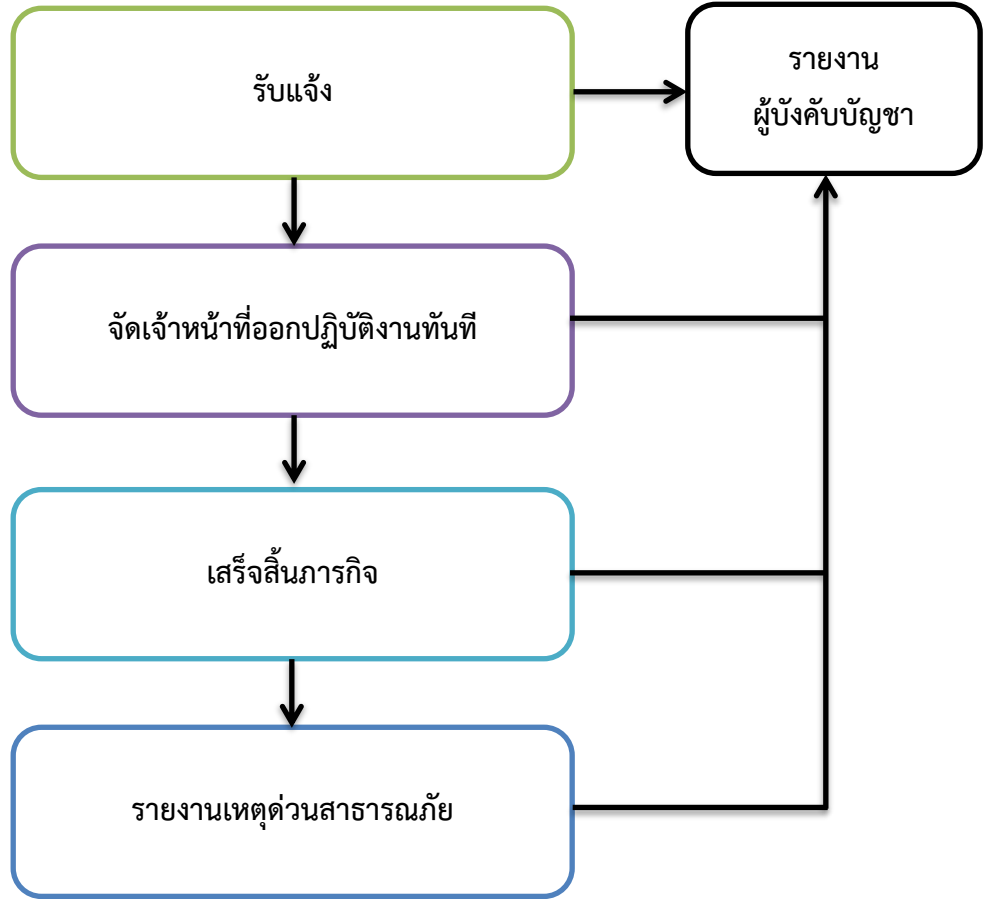 รับแจ้ง
รายงาน
ผู้บังคับบัญชา
จัดเจ้าหน้าที่ออกปฏิบัติงานทันที
เสร็จสิ้นภารกิจ
รายงานเหตุด่วนสาธารณภัย